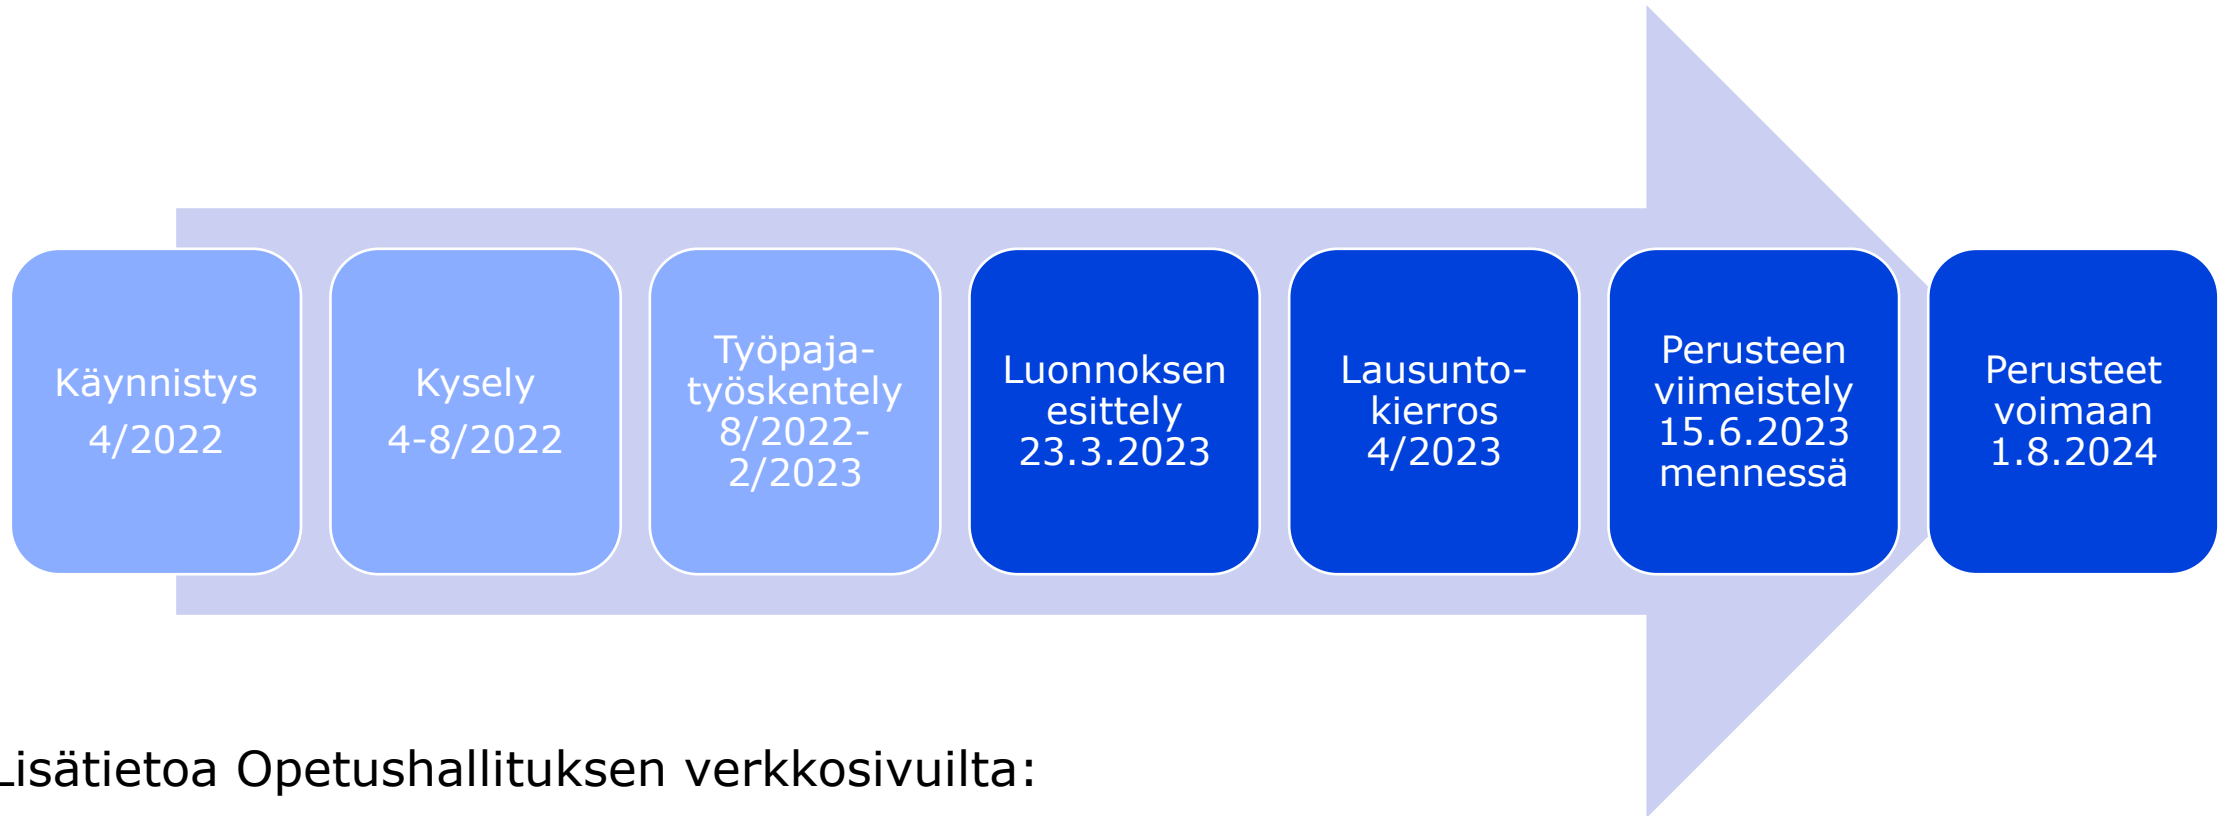 Käynnistys
4/2022
Kysely
4-8/2022
Työpaja-
työskentely
8/2022-
2/2023
Luonnoksen
esittely
23.3.2023
Lausunto-
kierros
4/2023
Perusteen
viimeistely
15.6.2023
mennessä
Perusteet
voimaan
1.8.2024
Lisätietoa Opetushallituksen verkkosivuilta: